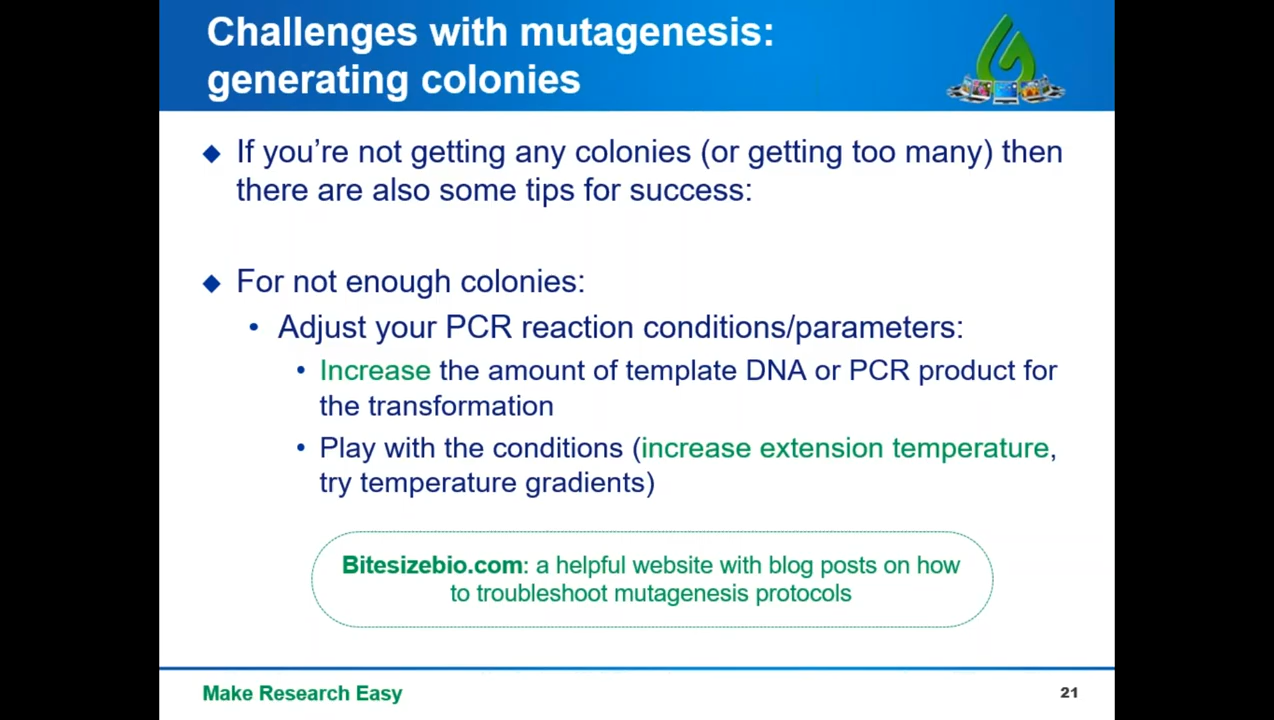 Challenges with mutagenesis:
generating colonies
If you're not getting any colonies (or getting too many) then
there are also some tips for success:
For not enough colonies:
Adjust your PCR reaction conditions/parameters:
Increase the amount of template DNA or PCR product for
the transformation
Play with the conditions (increase extension temperature,
try temperature gradients)
Bitesizebio.com: a helpful website with blog posts on how
to troubleshoot mutagenesis protocols
Make Research Easy
21